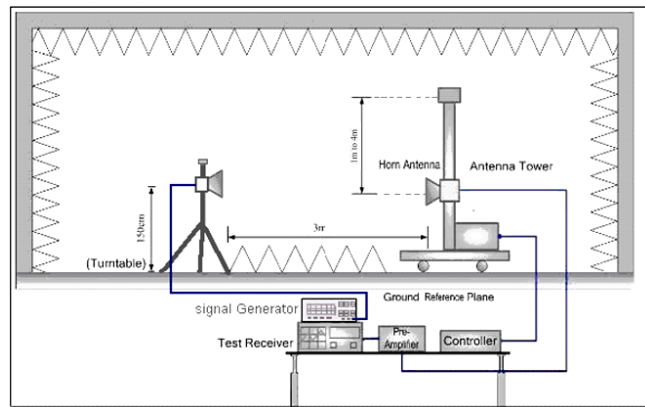 1m to 4m
Horn Antenna
Antenna Tower
150cm
3m
(Turntable)
Ground Reference Plane
signal Generator
Test Receiver
Pre-
Amplifier
Controller